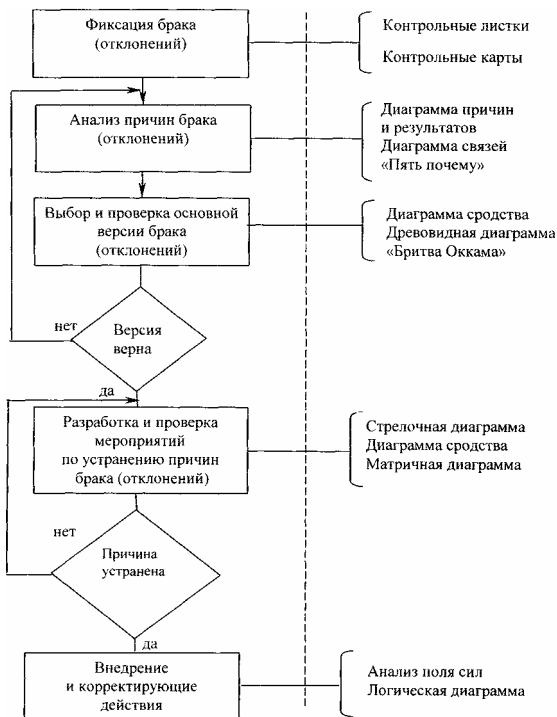 Фиксация брака
(отклонений)
Контрольные листки
Контрольные карты
Анализ причин брака
(отклонений)
Диаграмма причин
и результатов
Диаграмма связей
«Пять почему»
Выбор и проверка основной
версии брака
(отклонений)
Диаграмма сродства
Древовидная диаграмма
«Бритва Оккама»
нет
Версия
верна
да
Разработка и проверка
мероприятий
по устранению причин
брака (отклонений)
Стрелочная диаграмма
Диаграмма сродства
Матричная диаграмма
нет
Причина
устранена
да
Внедрение
и корректирующие
действия
Анализ поля сил
Логическая диаграмма